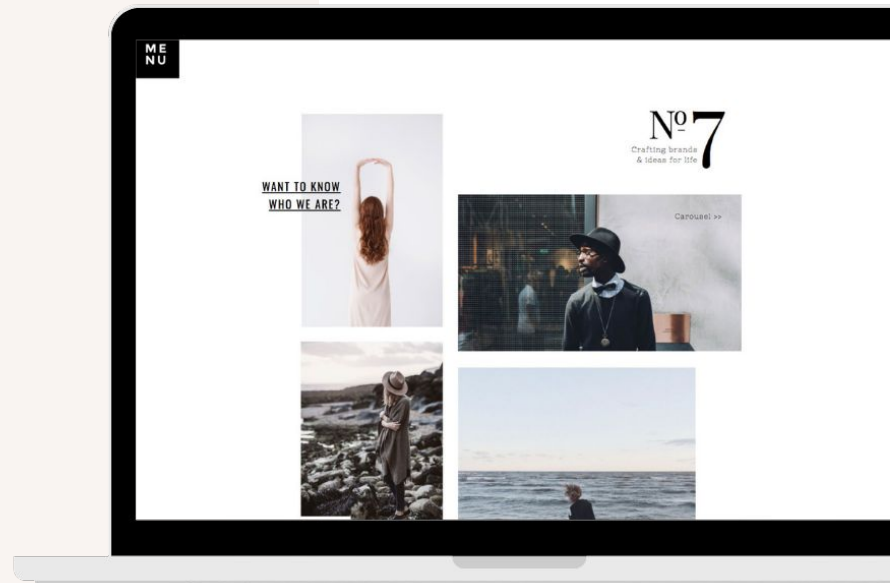 ME
NU
Nº7
Crafting brands
& ideas for life
WANT TO KNOW
WHO WE ARE?
Carousel >>